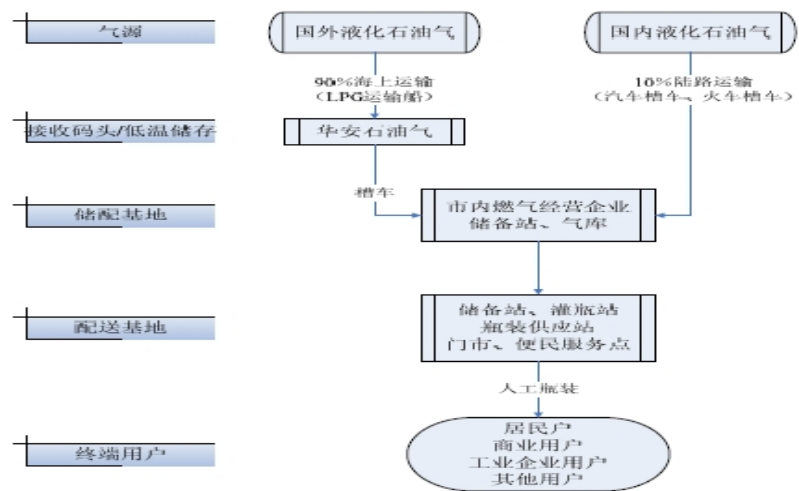 气源
国外液化石油气
国内液化石油气
90%海上运输
（LPG运输船）
10%陆路运输
（汽车槽车、火车槽车）
接收码头/低温储存
华安石油气
槽车
储配基地
市内燃气经营企业
储备站、气库
配送基地
储备站、灌瓶站
瓶装供应站
门市、便民服务点
人工瓶装
终端用户
居民户
商业用户
工业企业用户
其他用户